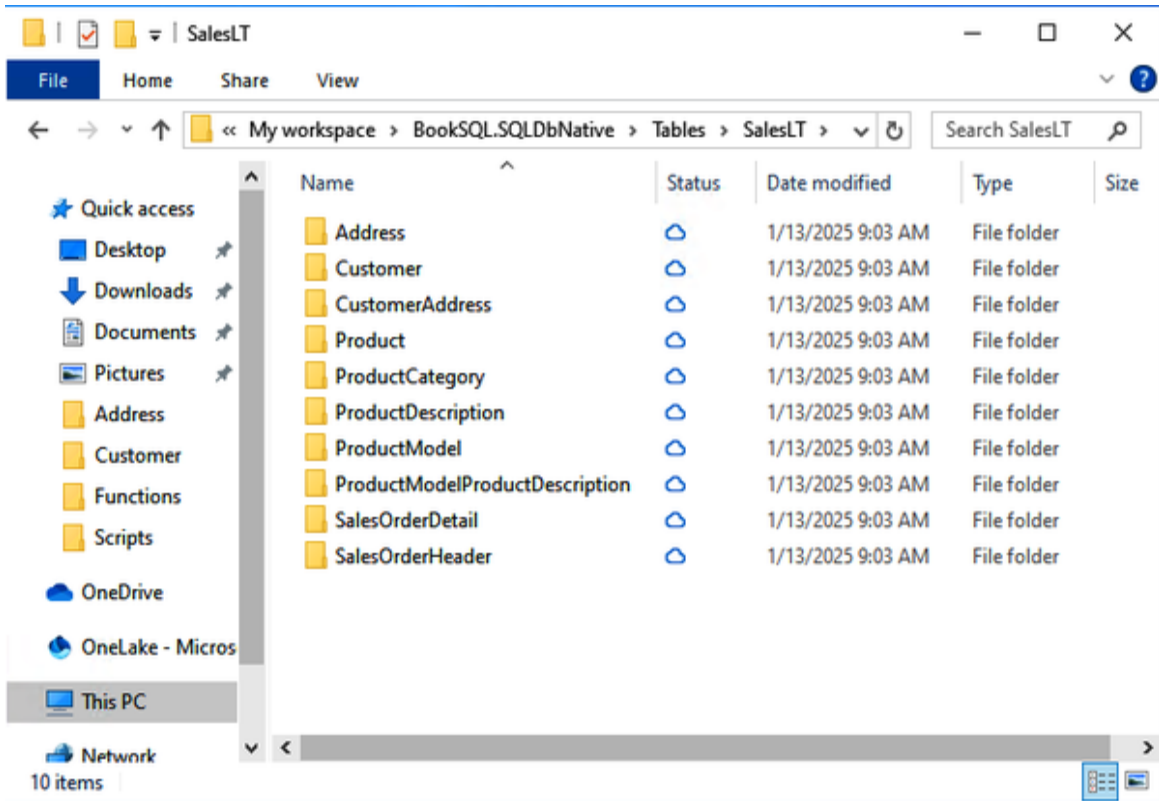 SalesLT
File Home Share View ?
« My workspace > BookSQL.SQLDbNative > Tables > SalesLT > Search SalesLT
Name Status Date modified Type Size
Quick access
Desktop
Downloads
Documents
Pictures
Address
Customer
Functions
Scripts
OneDrive
OneLake - Micros
This PC
Network
Address 1/13/2025 9:03 AM File folder
Customer 1/13/2025 9:03 AM File folder
CustomerAddress 1/13/2025 9:03 AM File folder
Product 1/13/2025 9:03 AM File folder
ProductCategory 1/13/2025 9:03 AM File folder
ProductDescription 1/13/2025 9:03 AM File folder
ProductModel 1/13/2025 9:03 AM File folder
ProductModelProductDescription 1/13/2025 9:03 AM File folder
SalesOrderDetail 1/13/2025 9:03 AM File folder
SalesOrderHeader 1/13/2025 9:03 AM File folder
10 items